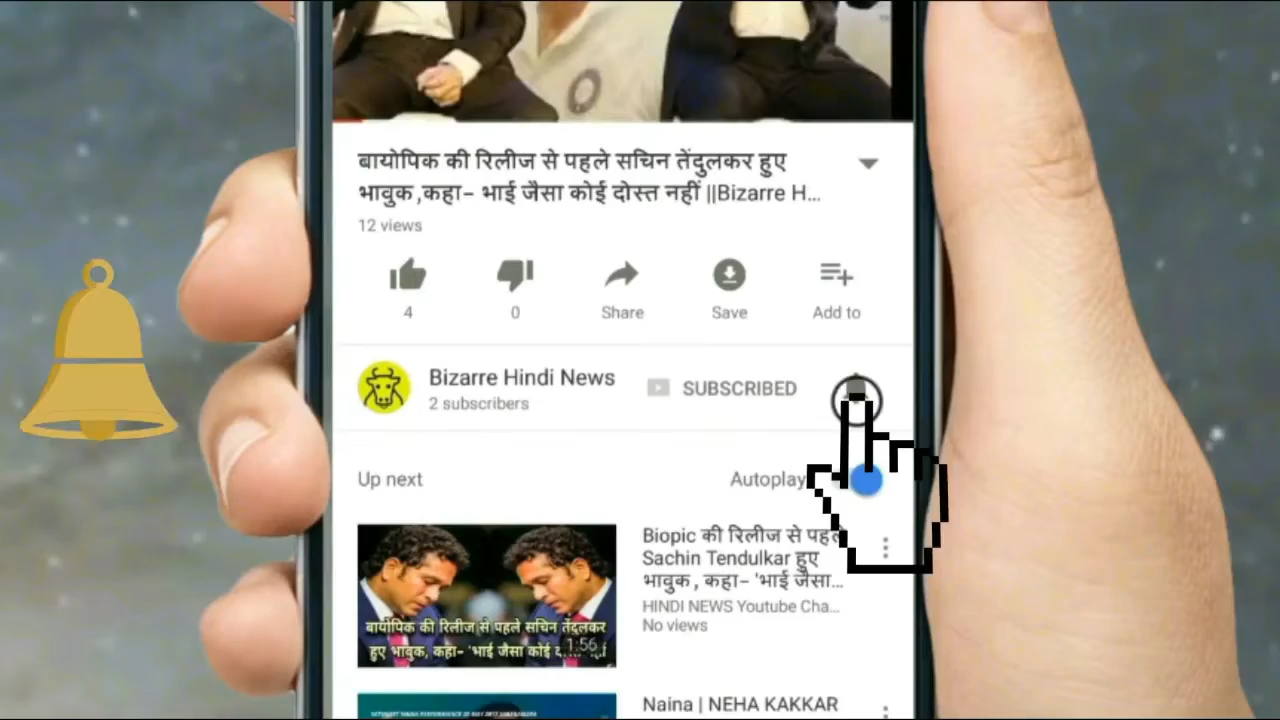 बायोपिक की रिलीज से पहले सचिन तेंदुलकर हुए
भावुक,कहा– भाई जैसा कोई दोस्त नहीं ||Bizarre H...
12 views
4
0
Share
Save
Add to
Bizarre Hindi News
2 subscribers
SUBSCRIBED
Up next
Autoplay
Biopic की रिलीज से पहले
Sachin Tendulkar हुए
भावुक, कहा– 'भाई जैसा...
HINDI NEWS Youtube Cha...
No views
बायोपिक की रिलीज से पहले सचिन तेंदुलकर
हुए भावुक, कहा– 'भाई जैसा कोई
1:56
Naina | NEHA KAKKAR